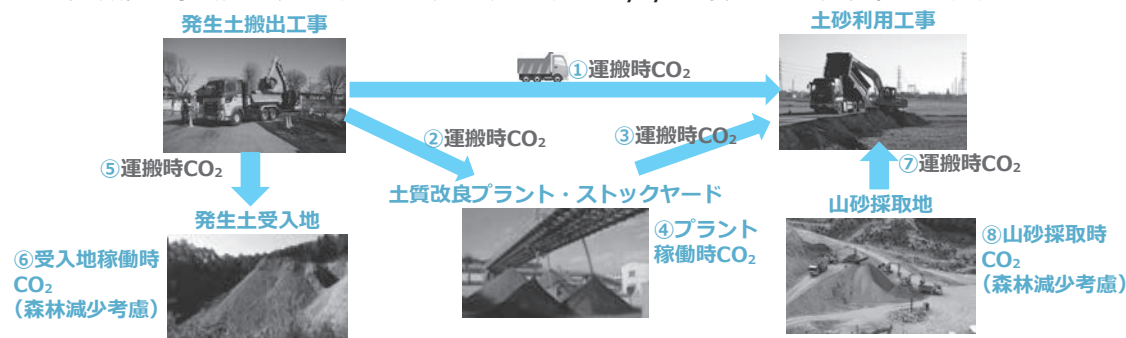 発生土搬出工事
土砂利用工事
①運搬時CO₂
②運搬時CO₂
③運搬時CO₂
⑤運搬時CO₂
⑦運搬時CO₂
土質改良プラント・ストックヤード
発生土受入地
山砂採取地
④プラント
稼働時CO₂
⑥受入地稼働時
CO₂
(森林減少考慮)
⑧山砂採取時
CO₂
(森林減少考慮)